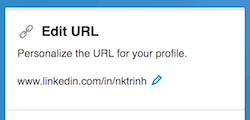 Edit URL
Personalize the URL for your profile.
www.linkedin.com/in/nktrinh